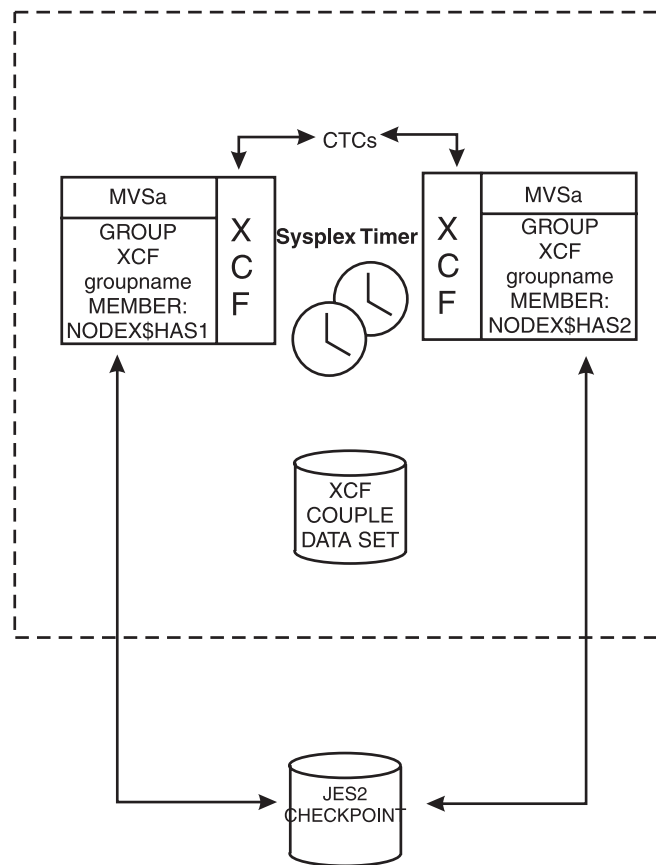 CTCs
MVSa
GROUP
XCF
groupname
MEMBER:
NODEX$HAS1
X
C
F
Sysplex Timer
X
C
F
MVSa
GROUP
XCF
groupname
MEMBER:
NODEX$HAS2
XCF
COUPLE
DATA SET
JES2
CHECKPOINT